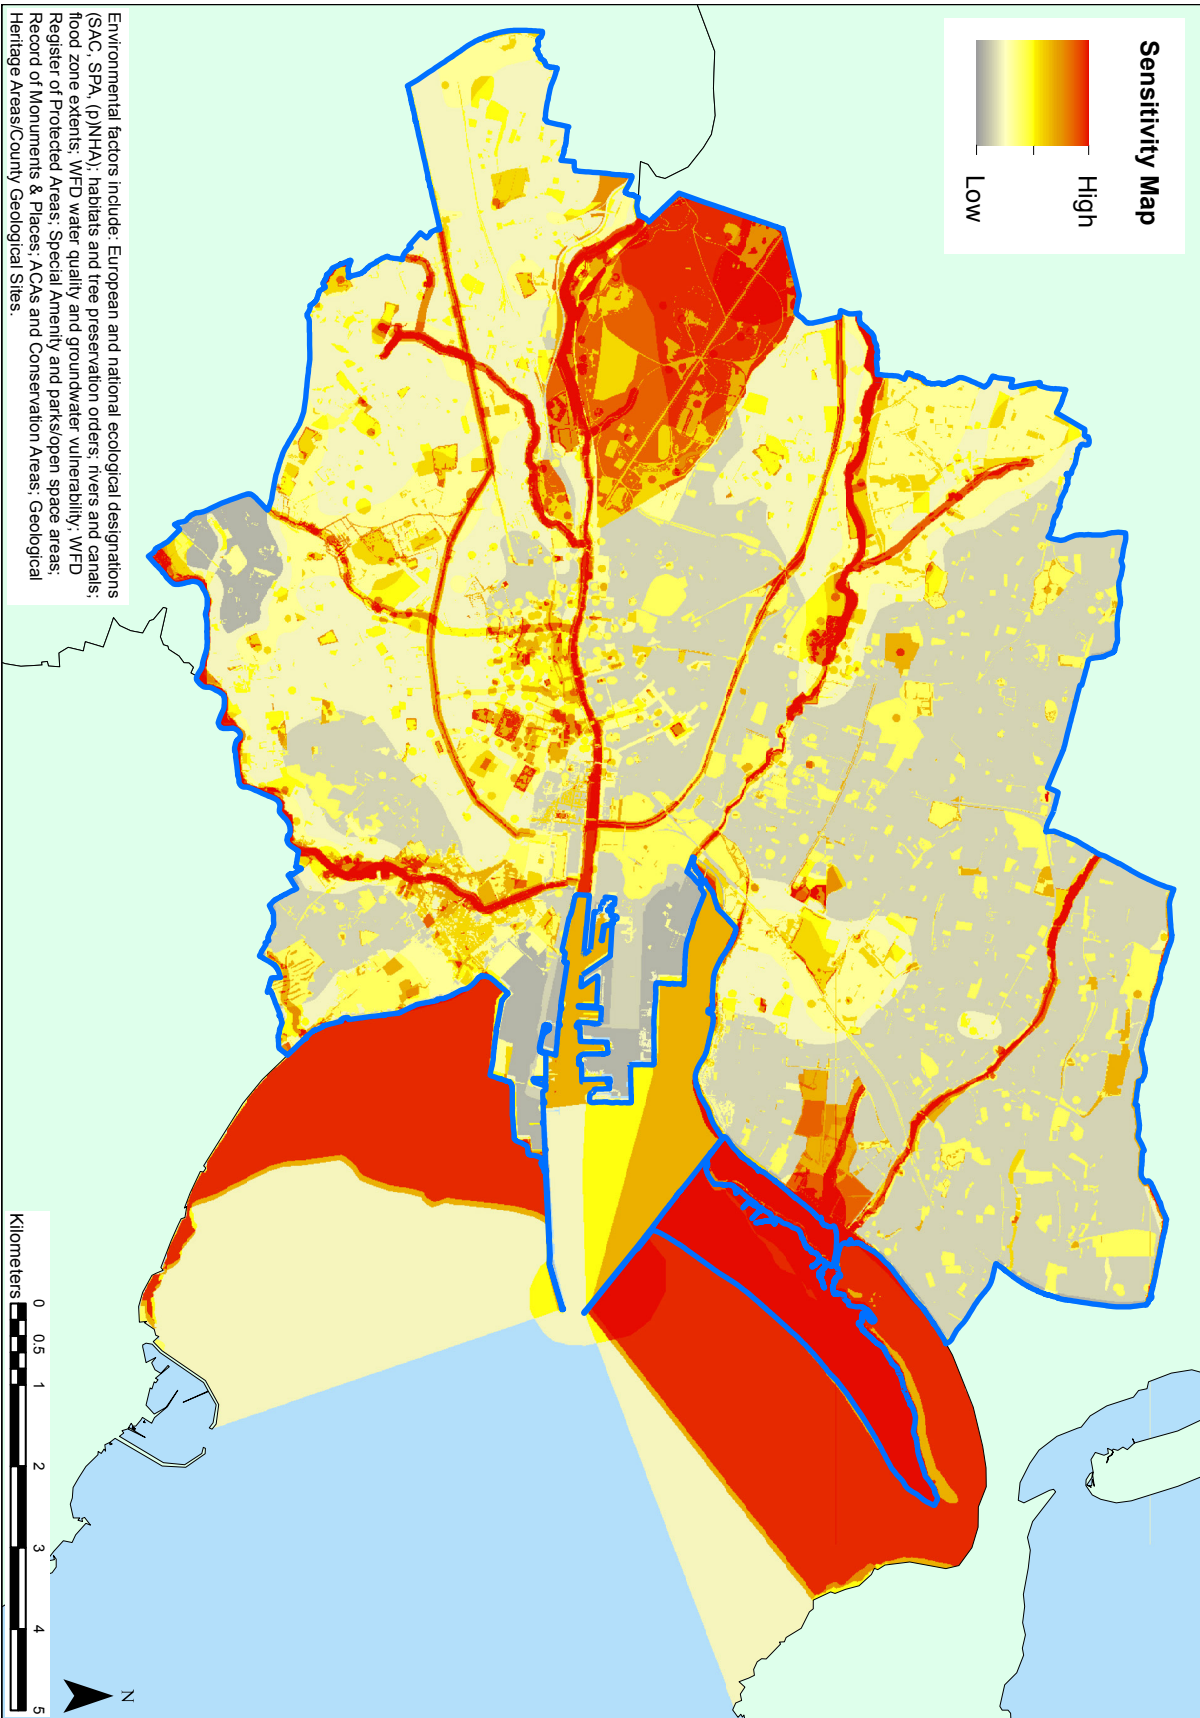 Sensitivity Map
High
Low
Environmental factors include: European and national ecological designations
(SAC, SPA, (p)NHA); habitats and tree preservation orders; rivers and canals;
flood zone extents; WFD water quality and groundwater vulnerability; WFD
Register of Protected Areas; Special Amenity and parks/open space areas;
Record of Monuments & Places; ACAs and Conservation Areas; Geological
Heritage Areas/County Geological Sites.
Kilometers
0 0.5 1 2 3 4 5
N